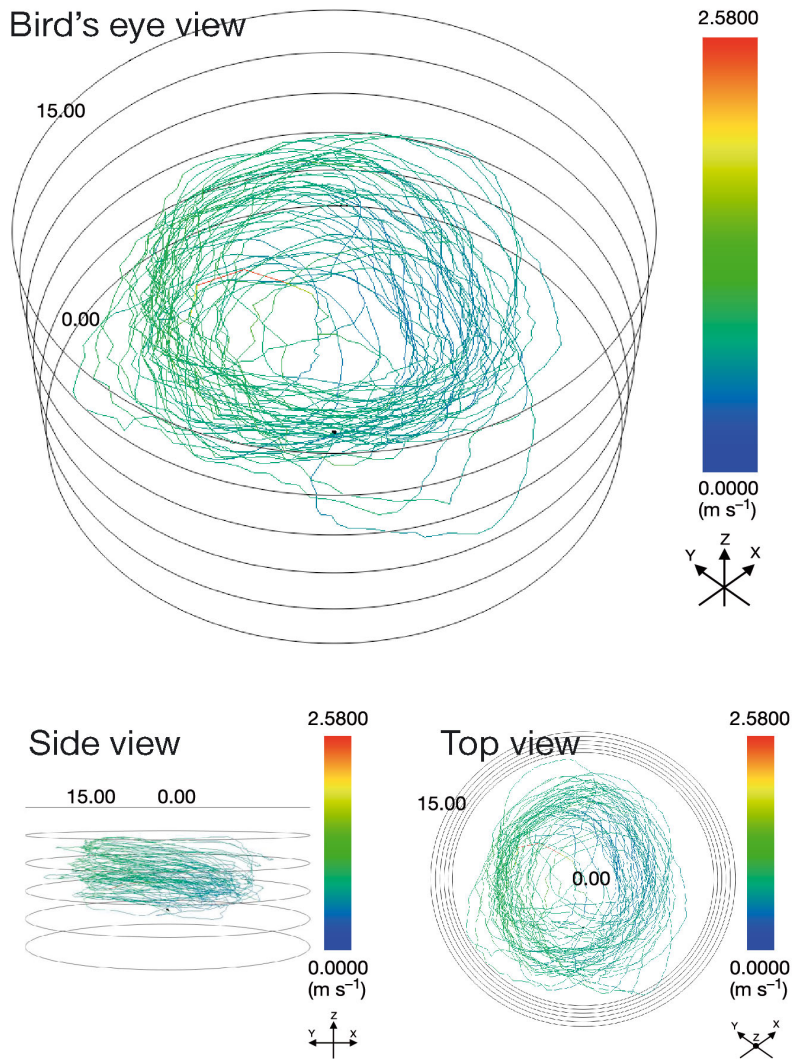 Bird's eye view
2.5800
15.00
0.00
0.0000
(m s–1)
Z
Y X
Side view
2.5800
15.00 0.00
0.0000
(m s–1)
Z
Y X
Top view
2.5800
15.00
0.00
0.0000
(m s–1)
Y Z X